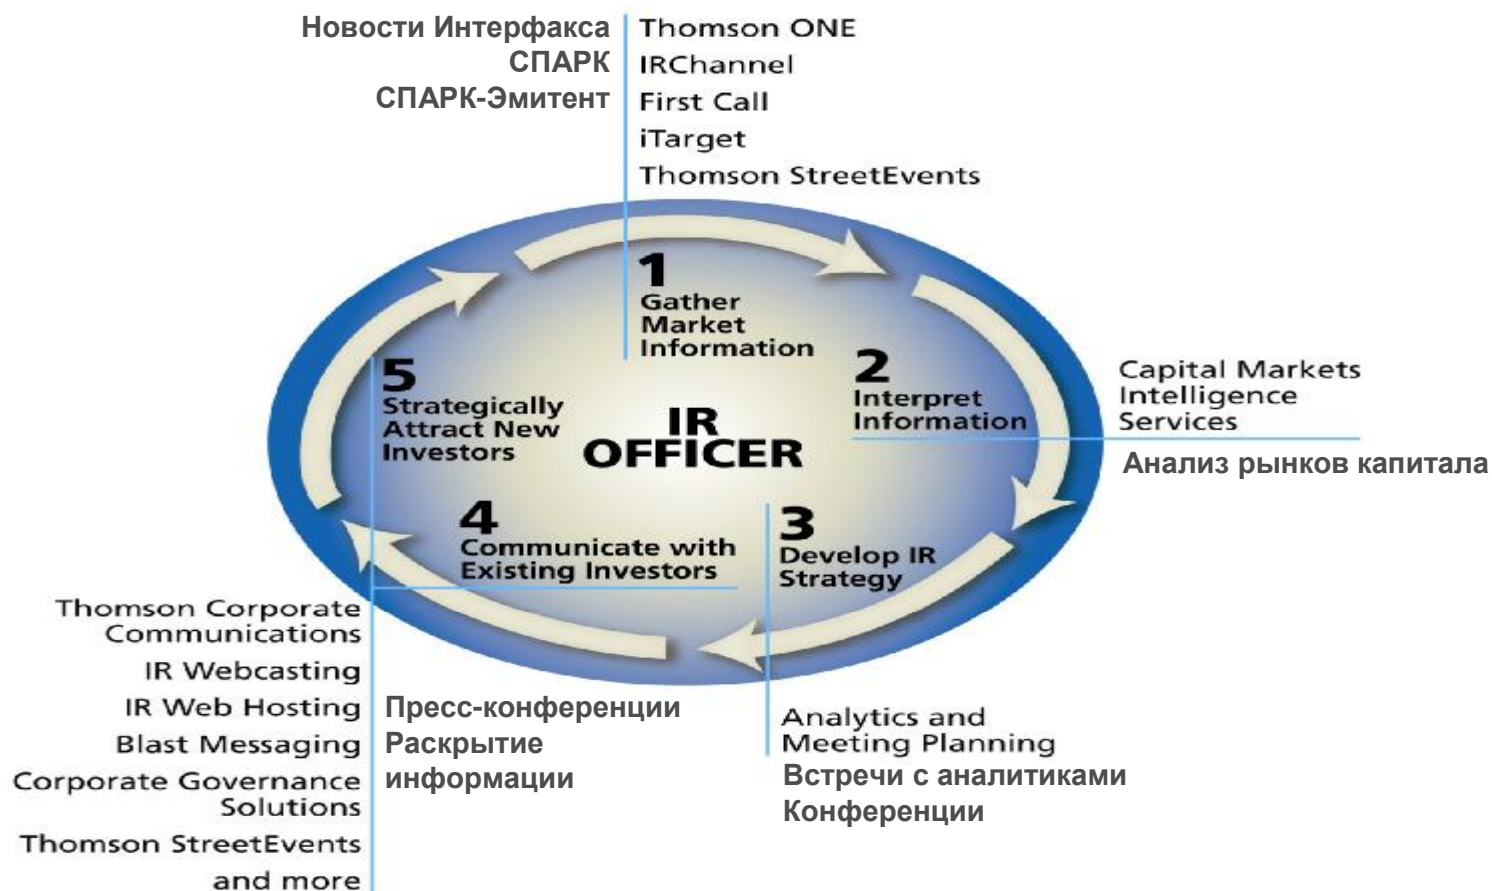 Новости Интерфакса
СПАРК
СПАРК-Эмитент
Thomson ONE
IRChannel
First Call
iTarget
Thomson StreetEvents
1
Gather
Market
Information
2
Interpret
Information
Capital Markets
Intelligence
Services
Анализ рынков капитала
5
Strategically
Attract New
Investors
IR
OFFICER
4
Communicate with
Existing Investors
3
Develop IR
Strategy
Thomson Corporate
Communications
IR Webcasting
IR Web Hosting
Blast Messaging
Corporate Governance
Solutions
Thomson StreetEvents
and more
Пресс-конференции
Раскрытие
информации
Analytics and
Meeting Planning
Встречи с аналитиками
Конференции